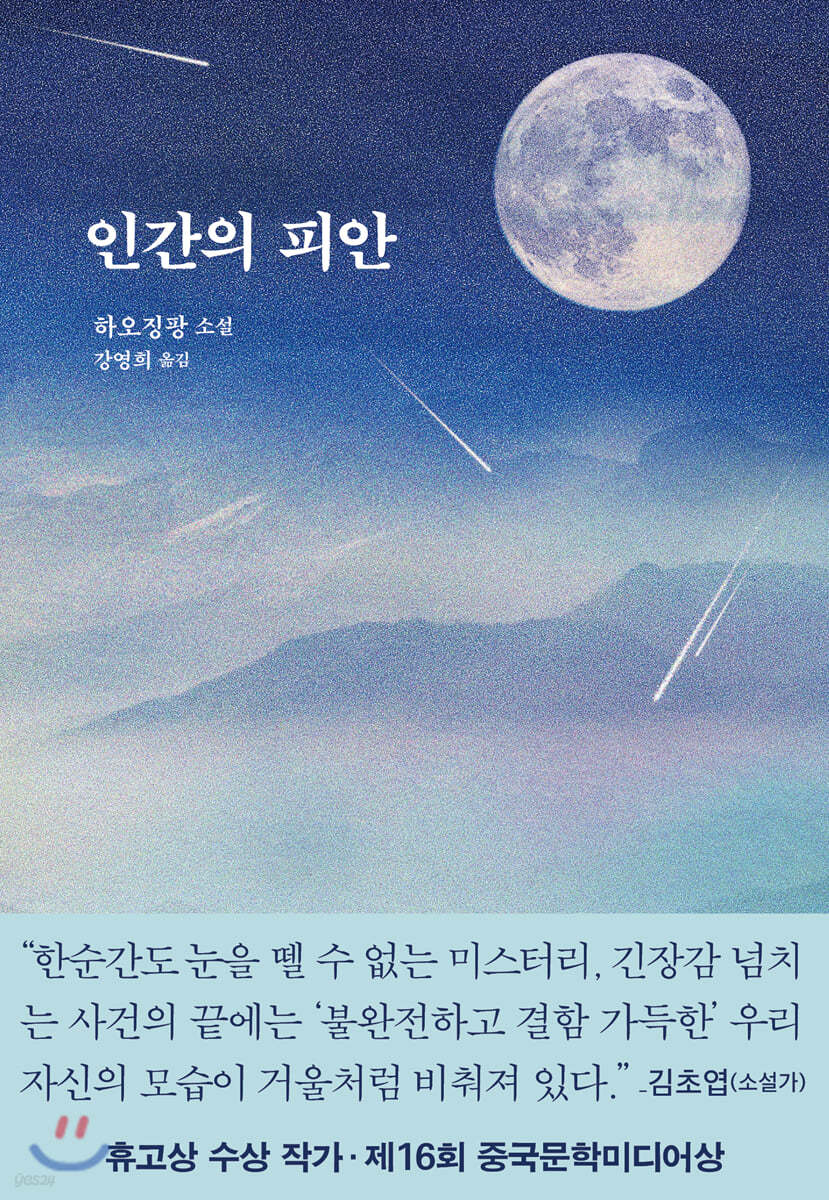 인간의 피안
하오징팡 소설
강영희 옮김
“한순간도 눈을 뗄 수 없는 미스터리, 긴장감 넘치
는 사건의 끝에는 ‘불완전하고 결함 가득한’ 우리
자신의 모습이 거울처럼 비춰져 있다.” -김초엽(소설가)
휴고상 수상 작가·제16회 중국문학미디어상
yes24